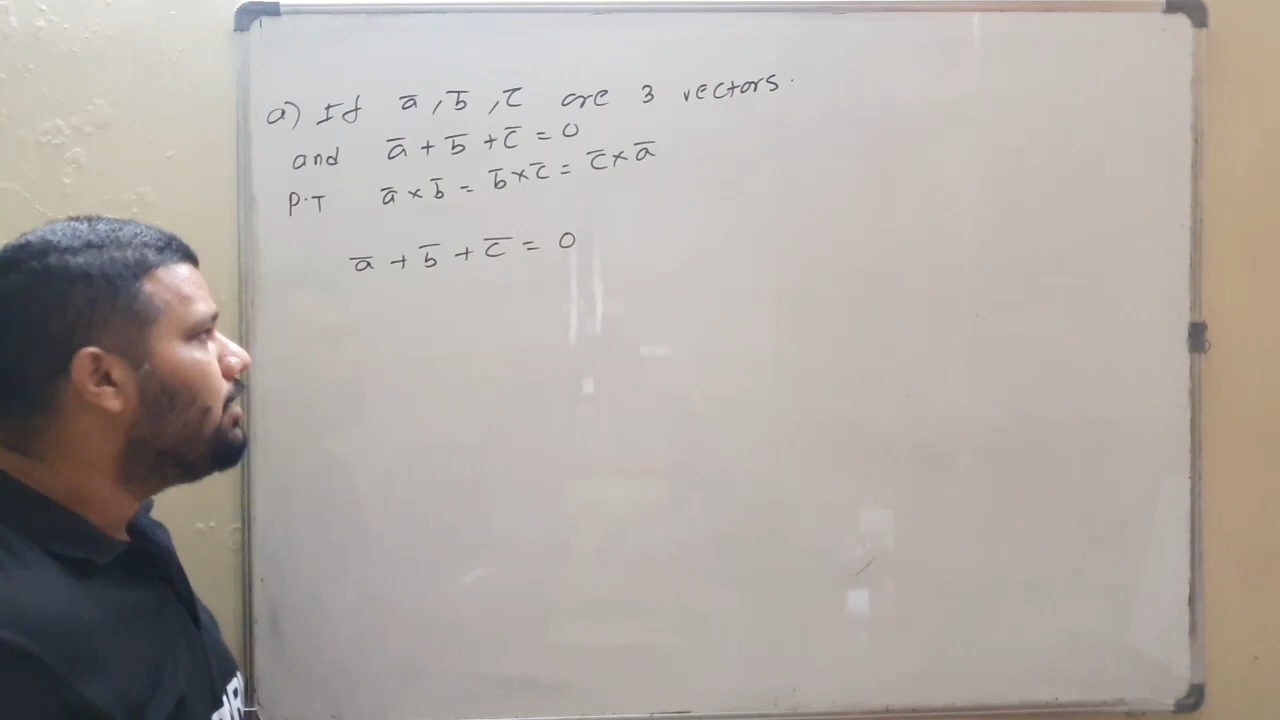 a) If a̅, b̅, c̅ are 3 vectors.
and a̅ + b̅ + c̅ = 0
P.T a̅ × b̅ = b̅ × c̅ = c̅ × a̅
a̅ + b̅ + c̅ = 0